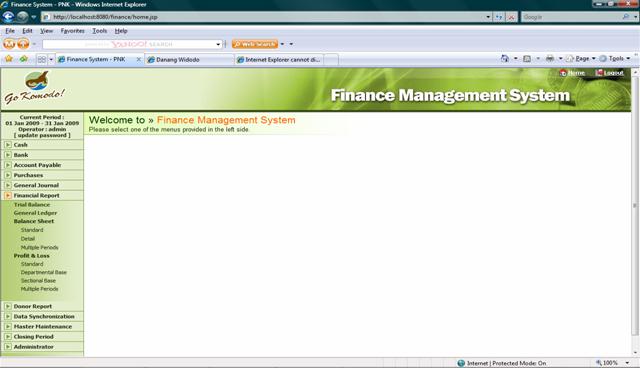 Finance System - PNK - Windows Internet Explorer
http://localhost:8080/finance/home.jsp
Google
File Edit View Favorites Tools Help
YAHOO! SEARCH
Web Search
Finance System - PNK
Danang Widodo
Internet Explorer cannot di...
Page
Tools
Home
Logout
Go Komodo!
Finance Management System
Current Period :
01 Jan 2009 - 31 Jan 2009
Operator : admin
[ update password ]
Welcome to » Finance Management System
Please select one of the menus provided in the left side.
Cash
Bank
Account Payable
Purchases
General Journal
Financial Report
Trial Balance
General Ledger
Balance Sheet
Standard
Detail
Multiple Periods
Profit & Loss
Standard
Departmental Base
Sectional Base
Multiple Periods
Donor Report
Data Synchronization
Master Maintenance
Closing Period
Administrator
Internet | Protected Mode: On
100%